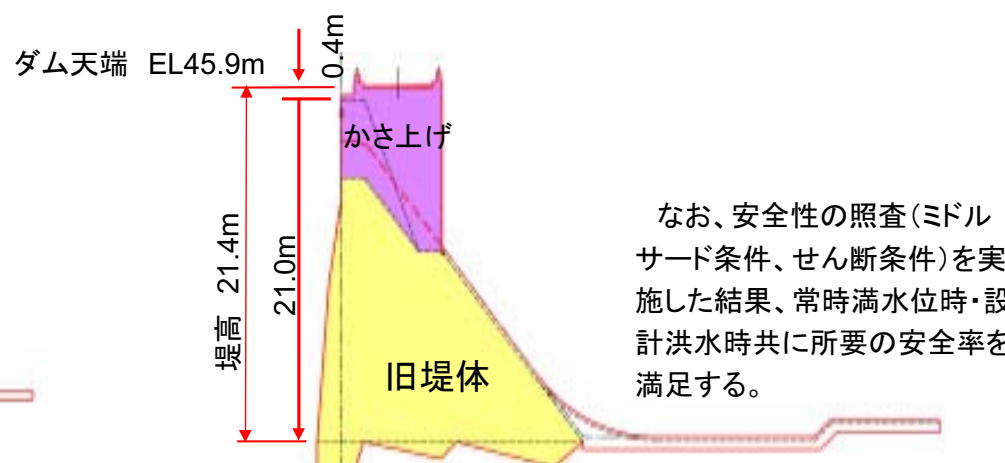 ダム天端 EL45.9m
0.4m
かさ上げ
堤高 21.4m
21.0m
旧堤体
なお、安全性の照査(ミドル
サード条件、せん断条件)を実
施した結果、常時満水位時・設
計洪水時共に所要の安全率を
満足する。